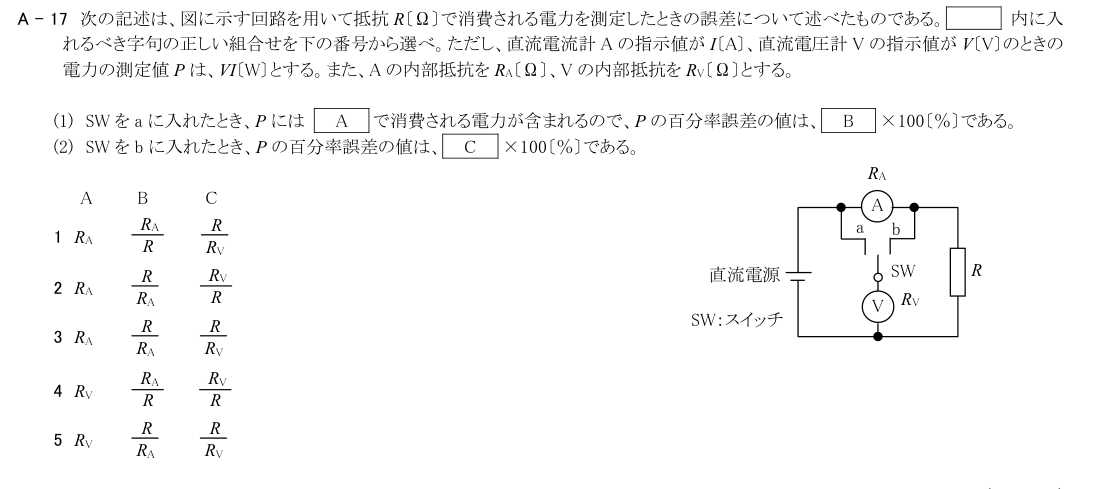 A － 17 次の記述は、図に示す回路を用いて抵抗 R〔Ω〕で消費される電力を測定したときの誤差について述べたものである。 内に入
れるべき字句の正しい組合せを下の番号から選べ。ただし、直流電流計 A の指示値が I〔A〕、直流電圧計 V の指示値が V〔V〕のときの
電力の測定値 P は、VI〔W〕とする。また、A の内部抵抗を RA〔Ω〕、V の内部抵抗を RV〔Ω〕とする。
(1) SW を a に入れたとき、P には A で消費される電力が含まれるので、P の百分率誤差の値は、 B ×100〔％〕である。
(2) SW を b に入れたとき、P の百分率誤差の値は、 C ×100〔％〕である。
A B C
1 RA RA/R R/RV
2 RA R/RA RV/R
3 RA R/RA R/RV
4 RV RA/R RV/R
5 RV R/RA R/RV
RA
A
a b
直流電源
SW
R
V RV
SW：スイッチ